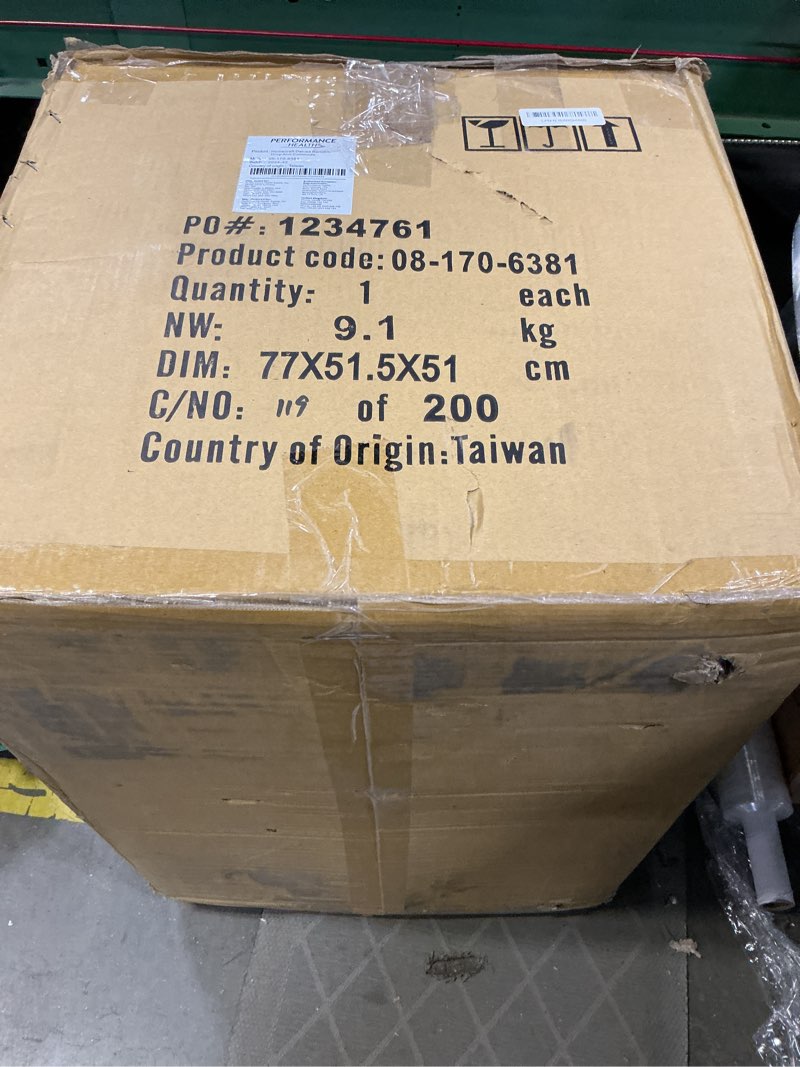 PERFORMANCE
HEALTH
PO#: 1234761
Product code: 08-170-6381
Quantity: 1 each
NW: 9.1 kg
DIM: 77X51.5X51 cm
C/NO: 119 of 200
Country of Origin:Taiwan